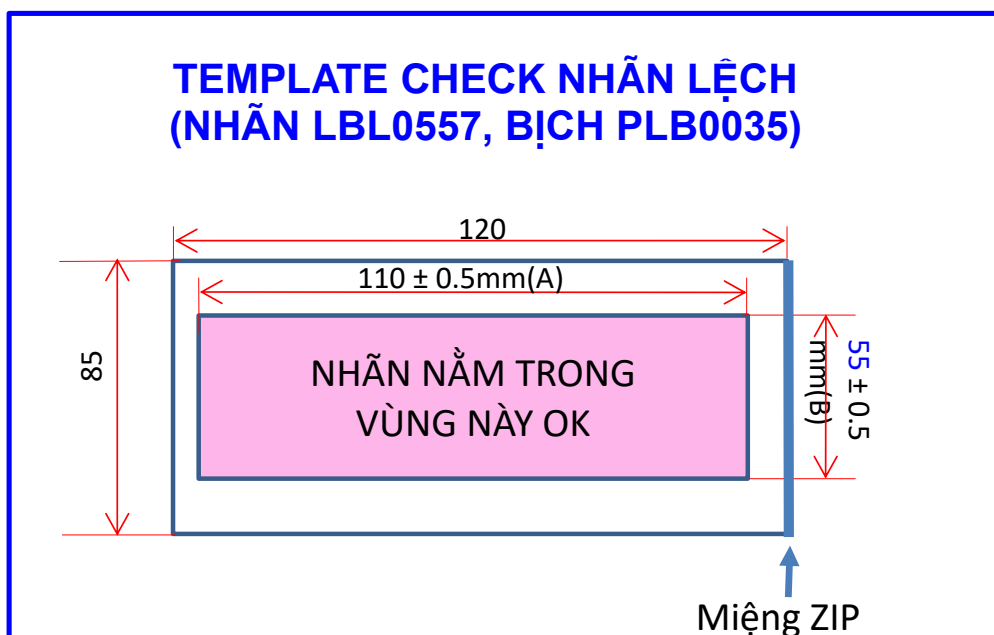 TEMPLATE CHECK NHÃN LỆCH
(NHÃN LBL0557, BỊCH PLB0035)
120
110 ± 0.5mm(A)
85
NHÃN NẰM TRONG
VÙNG NÀY OK
55 ± 0.5
mm(B)
Miệng ZIP